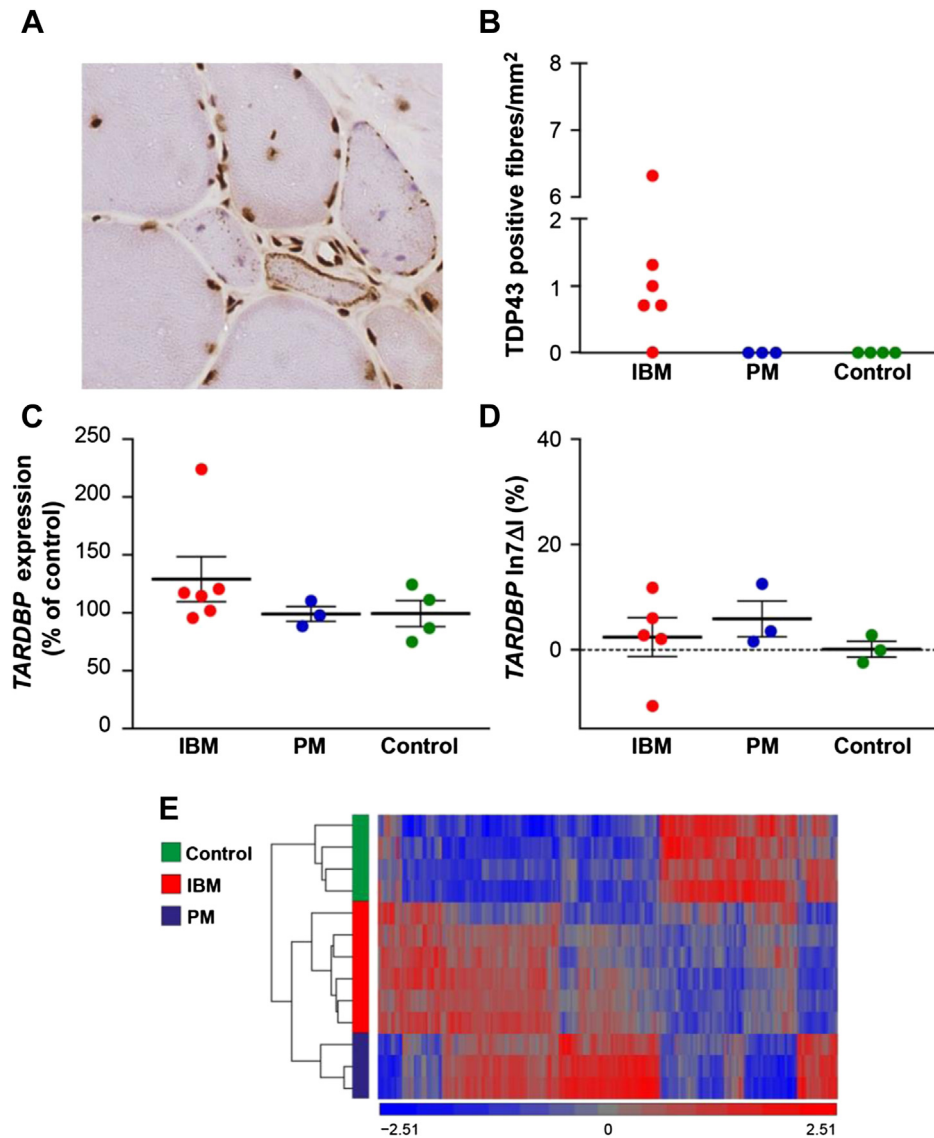 A
B
TDP43 positive fibres/mm²
8
7
6
2
1
0
IBM PM Control
C
TARDBP expression
(% of control)
250
200
150
100
50
0
IBM PM Control
D
TARDBP In7ΔI (%)
40
20
0
IBM PM Control
E
Control
IBM
PM
−2.51 0 2.51